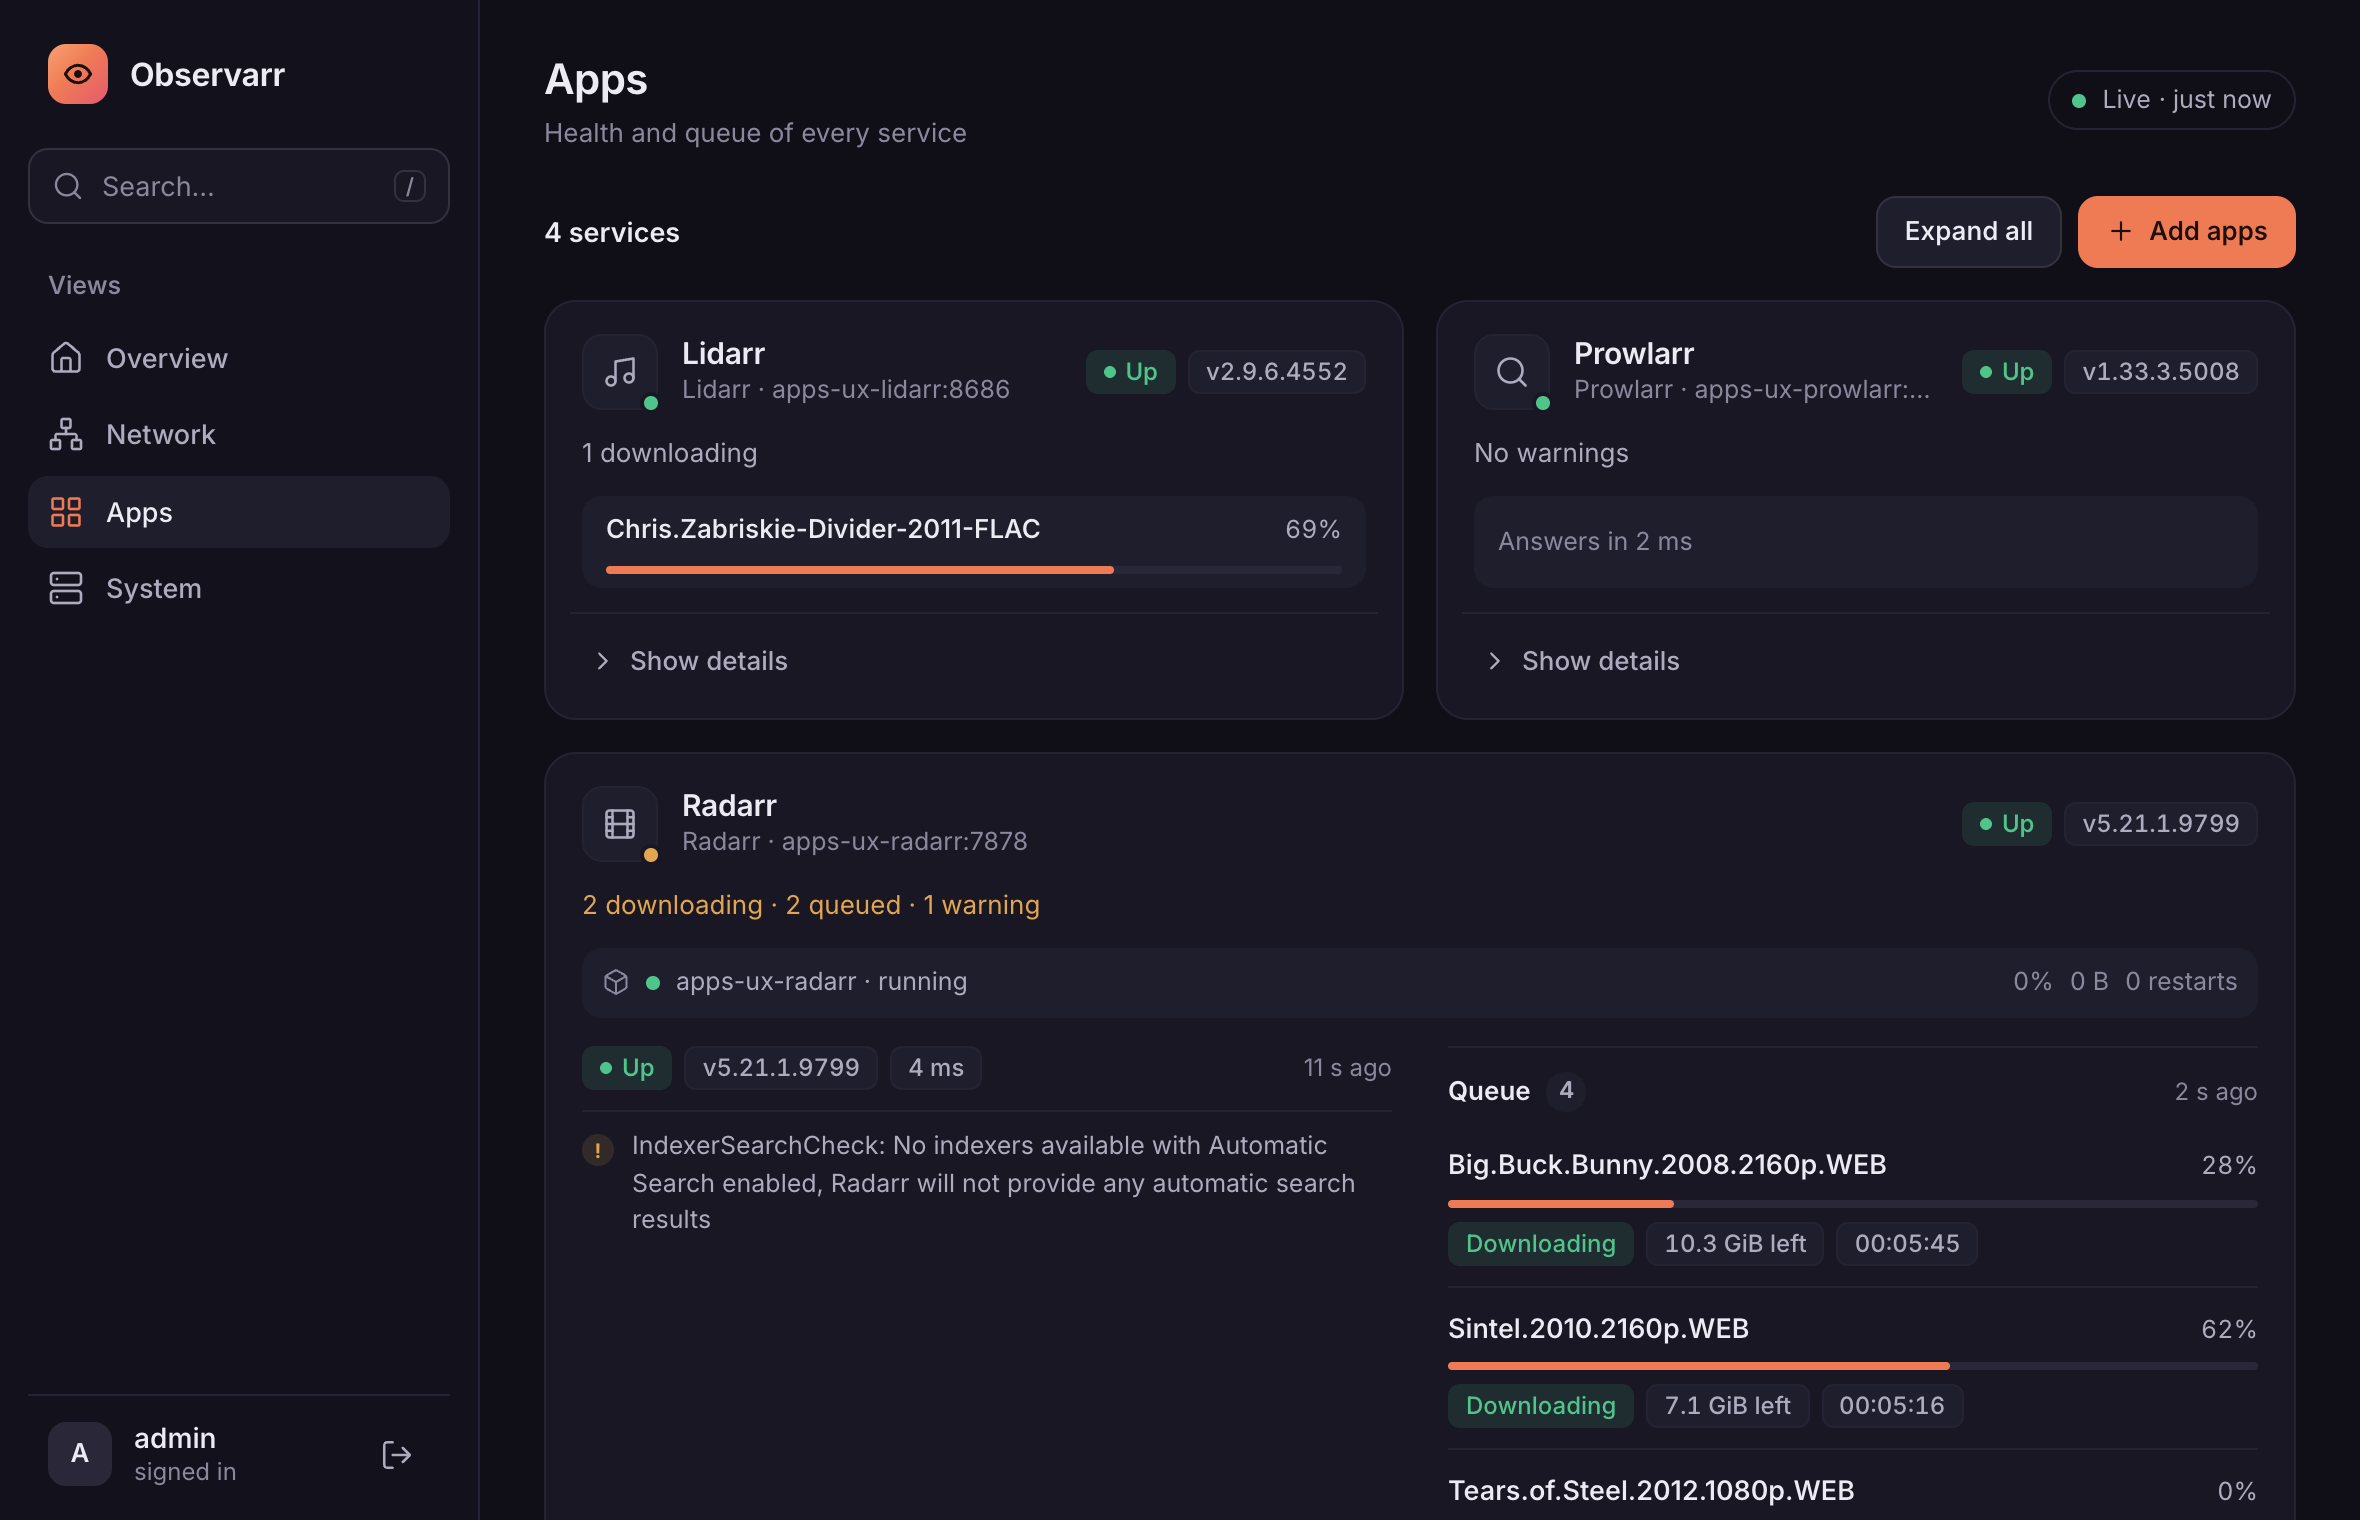 Observarr
Search...
/
Views
Overview
Network
Apps
System
A
admin
signed in
Apps
Health and queue of every service
Live · just now
4 services
Expand all
Add apps
Lidarr
Lidarr · apps-ux-lidarr:8686
Up
v2.9.6.4552
1 downloading
Chris.Zabriskie-Divider-2011-FLAC
69%
Show details
Prowlarr
Prowlarr · apps-ux-prowlarr:...
Up
v1.33.3.5008
No warnings
Answers in 2 ms
Show details
Radarr
Radarr · apps-ux-radarr:7878
Up
v5.21.1.9799
2 downloading · 2 queued · 1 warning
apps-ux-radarr · running
0% 0 B 0 restarts
Up
v5.21.1.9799
4 ms
11 s ago
! IndexerSearchCheck: No indexers available with Automatic
Search enabled, Radarr will not provide any automatic search
results
Queue 4
2 s ago
Big.Buck.Bunny.2008.2160p.WEB
28%
Downloading
10.3 GiB left
00:05:45
Sintel.2010.2160p.WEB
62%
Downloading
7.1 GiB left
00:05:16
Tears.of.Steel.2012.1080p.WEB
0%